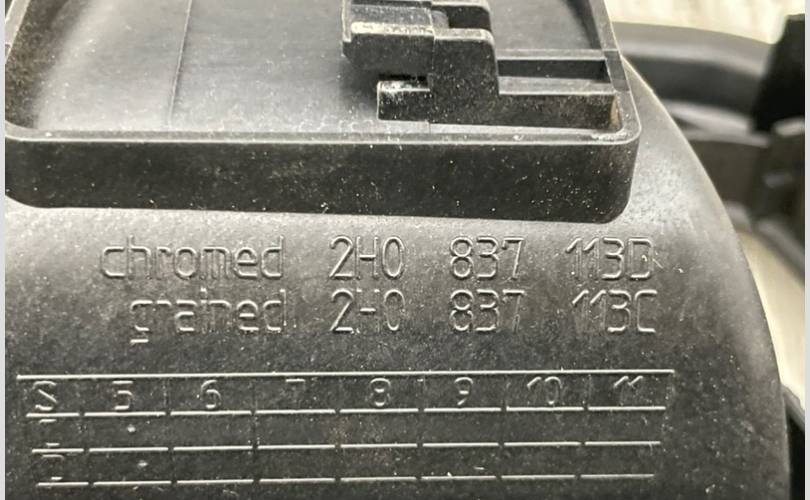 chromed 2H0 837 113D
grained 2H0 837 113C
5 6 7 8 9 10 11